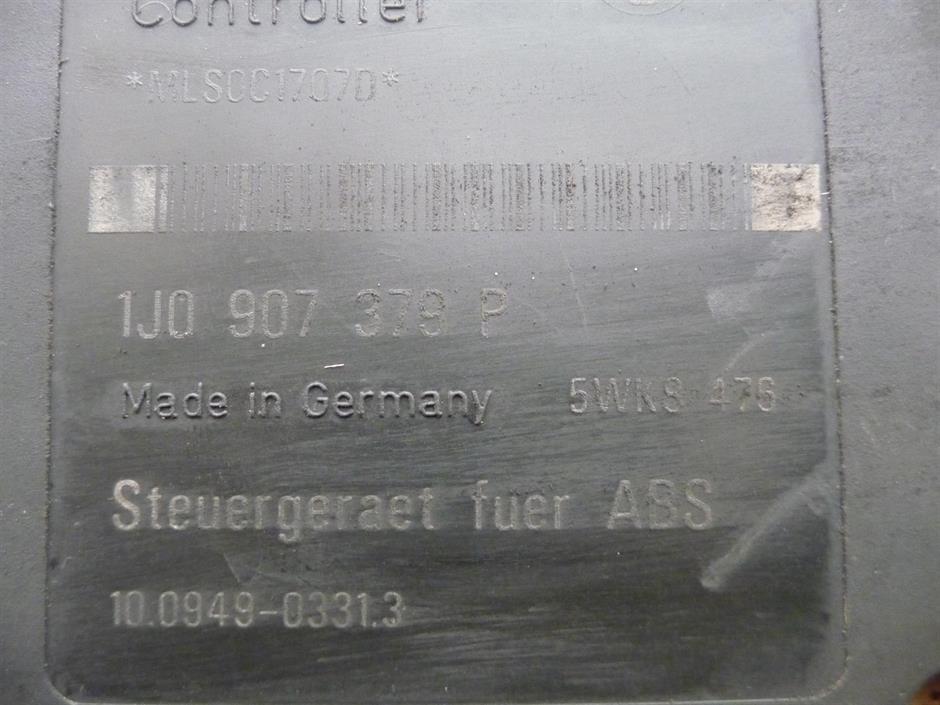 Controller
*MLSCC1707D*
1J0 907 379 P
Made in Germany 5WK8 476
Steuergeraet fuer ABS
10.0949-0331.3